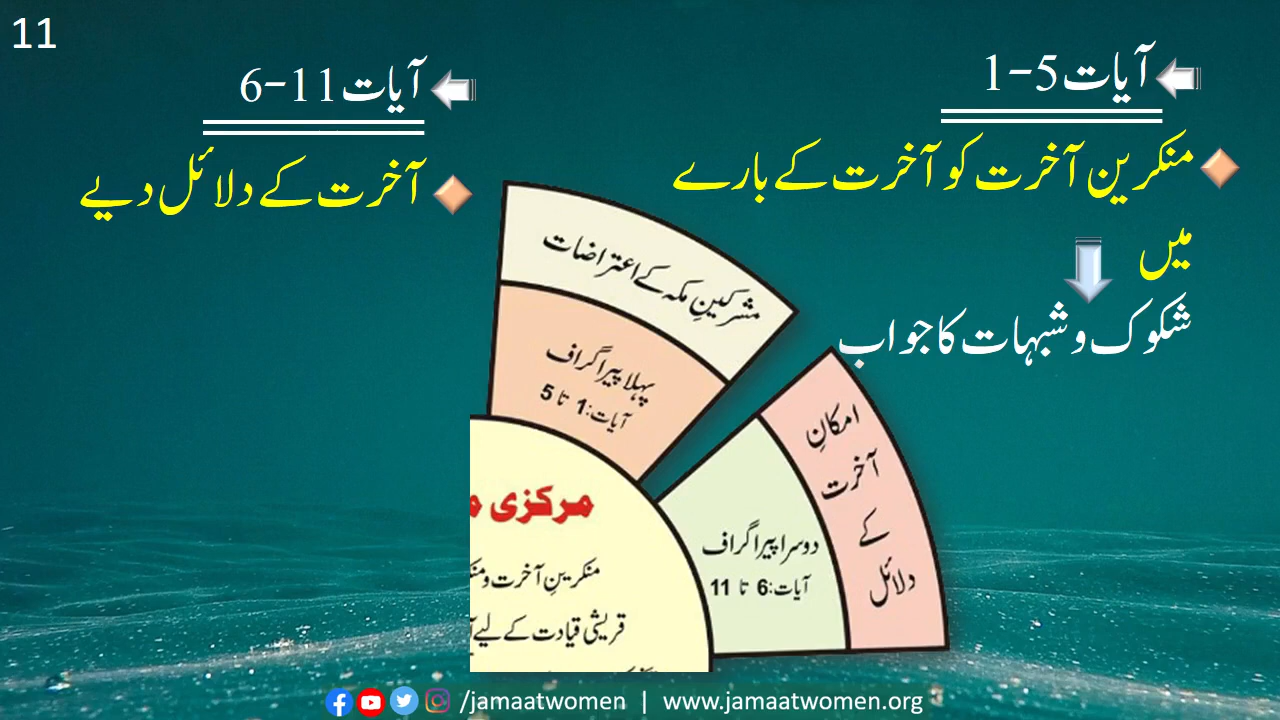 11
آیات 5-1
منکرین آخرت کو آخرت کے بارے
میں
شکوک و شبہات کا جواب
آیات 11-6
آخرت کے دلائل دیے
مشرکینِ مکہ کے اعتراضات
پہلا پیراگراف
آیات: 1 تا 5
امکانِ
آخرت
کے
دلائل
دوسرا پیراگراف
آیات: 6 تا 11
مرکزی
منکرینِ آخرت
قریشی قیادت کے لیے
/jamaatwomen | www.jamaatwomen.org